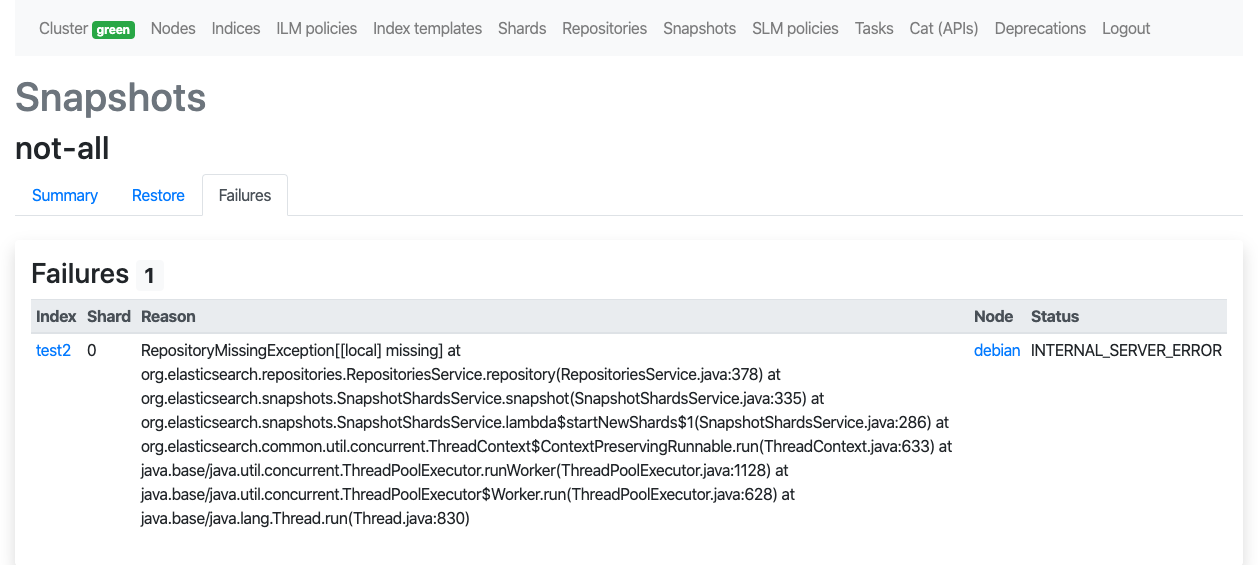 Cluster green Nodes Indices ILM policies Index templates Shards Repositories Snapshots SLM policies Tasks Cat (APIs) Deprecations Logout
Snapshots
not-all
Summary Restore Failures
Failures 1
Index Shard Reason Node Status
test2 0 RepositoryMissingException[[local] missing] at debian INTERNAL_SERVER_ERROR
org.elasticsearch.repositories.RepositoriesService.repository(RepositoriesService.java:378) at
org.elasticsearch.snapshots.SnapshotShardsService.snapshot(SnapshotShardsService.java:335) at
org.elasticsearch.snapshots.SnapshotShardsService.lambda$startNewShards$1(SnapshotShardsService.java:286) at
org.elasticsearch.common.util.concurrent.ThreadContext$ContextPreservingRunnable.run(ThreadContext.java:633) at
java.base/java.util.concurrent.ThreadPoolExecutor.runWorker(ThreadPoolExecutor.java:1128) at
java.base/java.util.concurrent.ThreadPoolExecutor$Worker.run(ThreadPoolExecutor.java:628) at
java.base/java.lang.Thread.run(Thread.java:830)